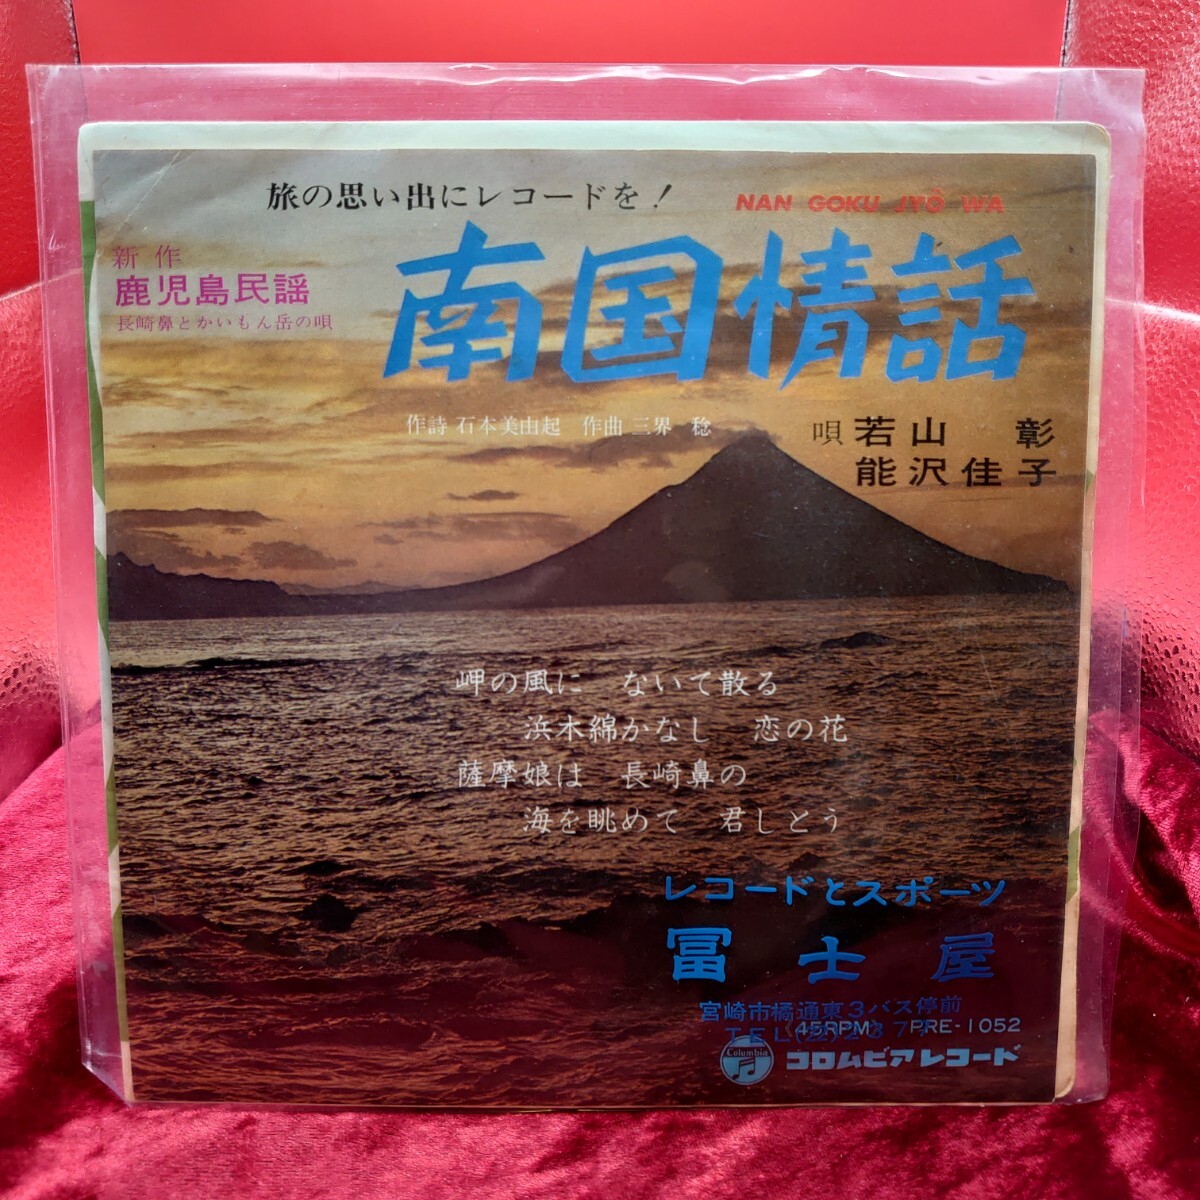 旅の思い出にレコードを!
NAN GOKU JYŌ WA
新作
鹿児島民謡
長崎鼻とかいもん岳の唄
南国情話
作詩 石本美由起 作曲 三界 稔
唄 若山 彰
能沢佳子
岬の風に ないて散る
浜木綿かなし 恋の花
薩摩娘は 長崎鼻の
海を眺めて 君しとう
レコードとスポーツ
冨士屋
宮崎市橘通東3バス停前
TEL(22)
(45RPM) PRE-1052
Columbia
コロムビアレコード